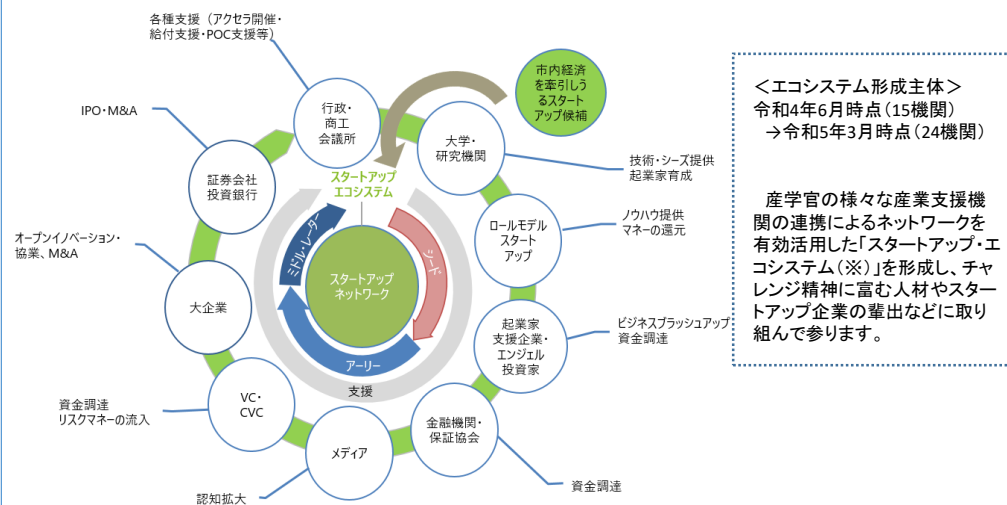 各種支援（アクセラ開催・
給付支援・POC支援等）
IPO・M&A
オープンイノベーション・
協業、M&A
資金調達
リスクマネーの流入
認知拡大
資金調達
ビジネスブラッシュアップ
資金調達
ノウハウ提供
マネーの還元
技術・シーズ提供
起業家育成
市内経済
を牽引しう
るスタート
アップ候補
行政・
商工
会議所
大学・
研究機関
ロールモデル
スタート
アップ
起業家
支援企業・
エンジェル
投資家
金融機関・
保証協会
メディア
VC・
CVC
大企業
証券会社
投資銀行
スタートアップ
エコシステム
スタートアップ
ネットワーク
シード
アーリー
ミドル・レーター
支援
＜エコシステム形成主体＞
令和4年6月時点（15機関）
→令和5年3月時点（24機関）
産学官の様々な産業支援機
関の連携によるネットワークを
有効活用した「スタートアップ・エ
コシステム（※）」を形成し、チャ
レンジ精神に富む人材やスター
トアップ企業の輩出などに取り
組んで参ります。